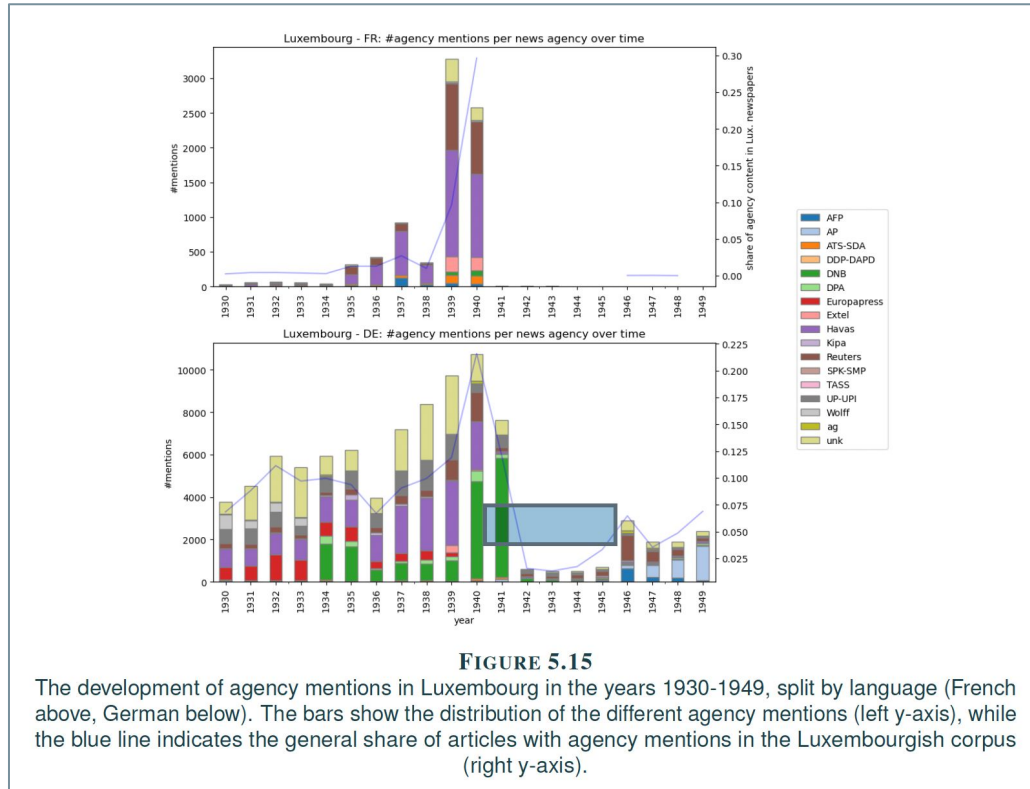 Luxembourg - FR: #agency mentions per news agency over time
#mentions
3000
2500
2000
1500
1000
500
0
0.30
0.25
0.20
0.15
0.10
0.05
0.00
share of agency content in Lux. newspapers
1930
1931
1932
1933
1934
1935
1936
1937
1938
1939
1940
1941
1942
1943
1944
1945
1946
1947
1948
1949
AFP
AP
ATS-SDA
DDP-DAPD
DNB
DPA
Europapress
Extel
Havas
Kipa
Reuters
SPK-SMP
TASS
UP-UPI
Wolff
ag
unk
Luxembourg - DE: #agency mentions per news agency over time
#mentions
10000
8000
6000
4000
2000
0
0.225
0.200
0.175
0.150
0.125
0.100
0.075
0.050
0.025
1930
1931
1932
1933
1934
1935
1936
1937
1938
1939
1940
1941
1942
1943
1944
1945
1946
1947
1948
1949
year
FIGURE 5.15
The development of agency mentions in Luxembourg in the years 1930-1949, split by language (French
above, German below). The bars show the distribution of the different agency mentions (left y-axis), while
the blue line indicates the general share of articles with agency mentions in the Luxembourgish corpus
(right y-axis).